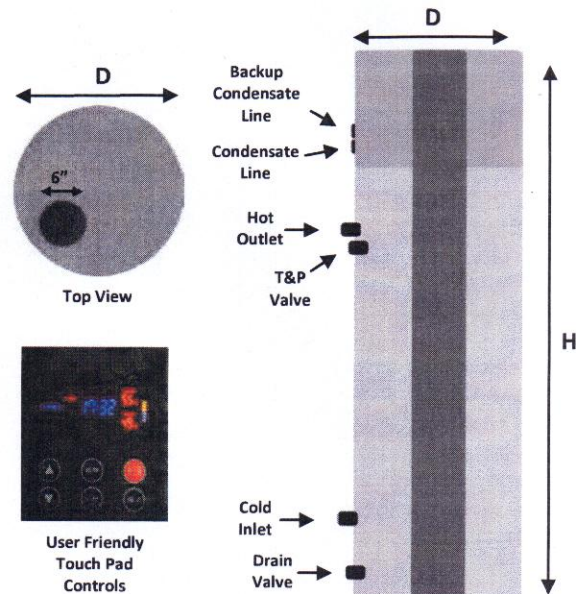 D
6"
Top View
User Friendly
Touch Pad
Controls
D
Backup
Condensate
Line
Condensate
Line
Hot
Outlet
T&P
Valve
H
Cold
Inlet
Drain
Valve